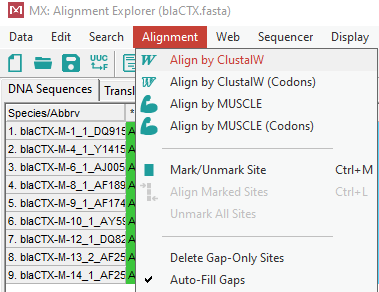 MX: Alignment Explorer (blaCTX.fasta)
Data Edit Search Alignment Web Sequencer Display
UUC
F
Align by ClustalW
Align by ClustalW (Codons)
Align by MUSCLE
Align by MUSCLE (Codons)
Mark/Unmark Site Ctrl+M
Align Marked Sites Ctrl+L
Unmark All Sites
Delete Gap-Only Sites
Auto-Fill Gaps
DNA Sequences Transl
Species/Abbrv *
1. blaCTX-M-1_1_DQ915 A
2. blaCTX-M-4_1_Y1415 A
3. blaCTX-M-6_1_AJ005 A
4. blaCTX-M-8_1_AF189 A
5. blaCTX-M-9_1_AF174 A
6. blaCTX-M-10_1_AY59 A
7. blaCTX-M-12_1_DQ82 A
8. blaCTX-M-13_2_AF25 A
9. blaCTX-M-14_1_AF25 A